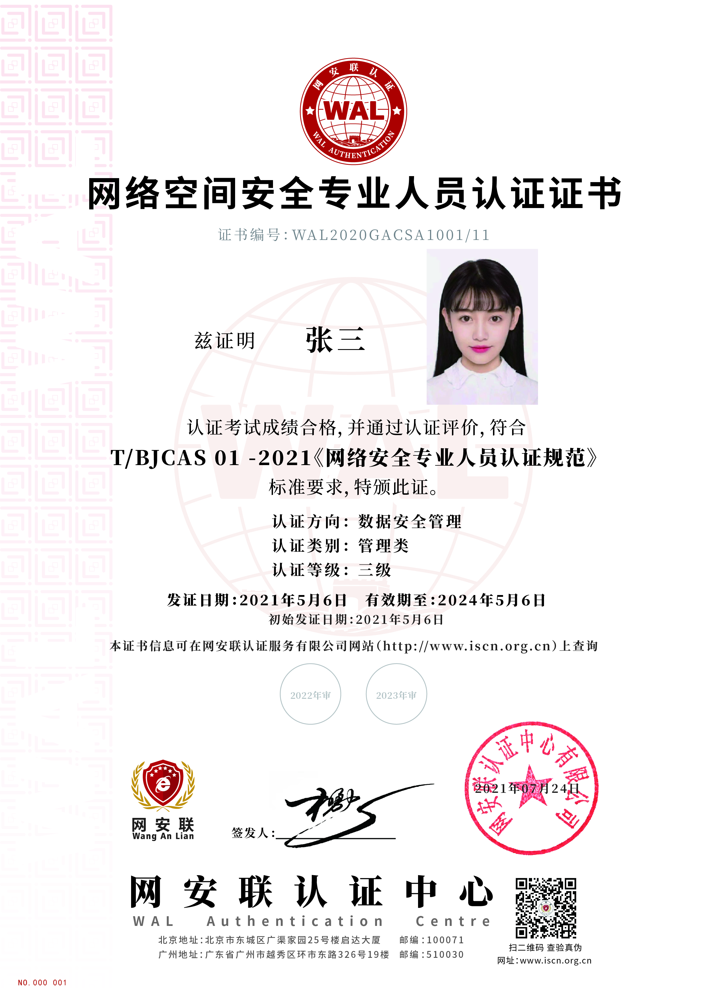 网安联认证
WAL
WAL AUTHENTICATION
网络空间安全专业人员认证证书
证书编号:WAL2020GACSA1001/11
兹证明 张三
WAL
认证考试成绩合格, 并通过认证评价, 符合
T/BJCAS 01 -2021《网络安全专业人员认证规范》
标准要求, 特颁此证。
认证方向: 数据安全管理
认证类别: 管理类
认证等级: 三级
发证日期:2021年5月6日 有效期至:2024年5月6日
初始发证日期:2021年5月6日
本证书信息可在网安联认证服务有限公司网站(http://www.iscn.org.cn)上查询
2022年审 2023年审
网安联认证中心有限公司
2021年07月24日
网安联
Wang An Lian
签发人:
网安联认证中心
WAL Authentication Centre
北京地址:北京市东城区广渠家园25号楼启达大厦 邮编:100071
广州地址:广东省广州市越秀区环市东路326号19楼 邮编:510030
扫二维码 查验真伪
网址:www.iscn.org.cn
NO.000 001